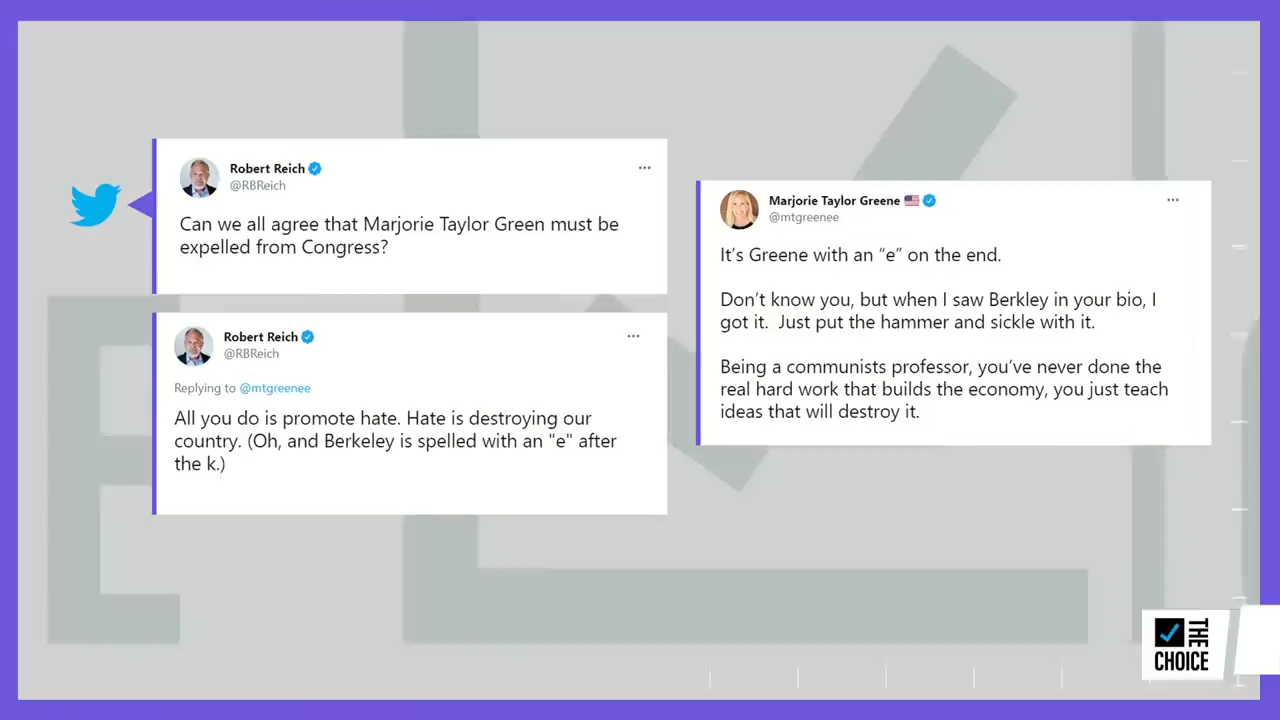 Robert Reich
@RBReich
Can we all agree that Marjorie Taylor Green must be
expelled from Congress?
Marjorie Taylor Greene
@mtgreenee
It's Greene with an “e” on the end.
Don't know you, but when I saw Berkley in your bio, I
got it.  Just put the hammer and sickle with it.
Being a communists professor, you've never done the
real hard work that builds the economy, you just teach
ideas that will destroy it.
Robert Reich
@RBReich
Replying to @mtgreenee
All you do is promote hate. Hate is destroying our
country. (Oh, and Berkeley is spelled with an "e" after
the k.)
THE
CHOICE